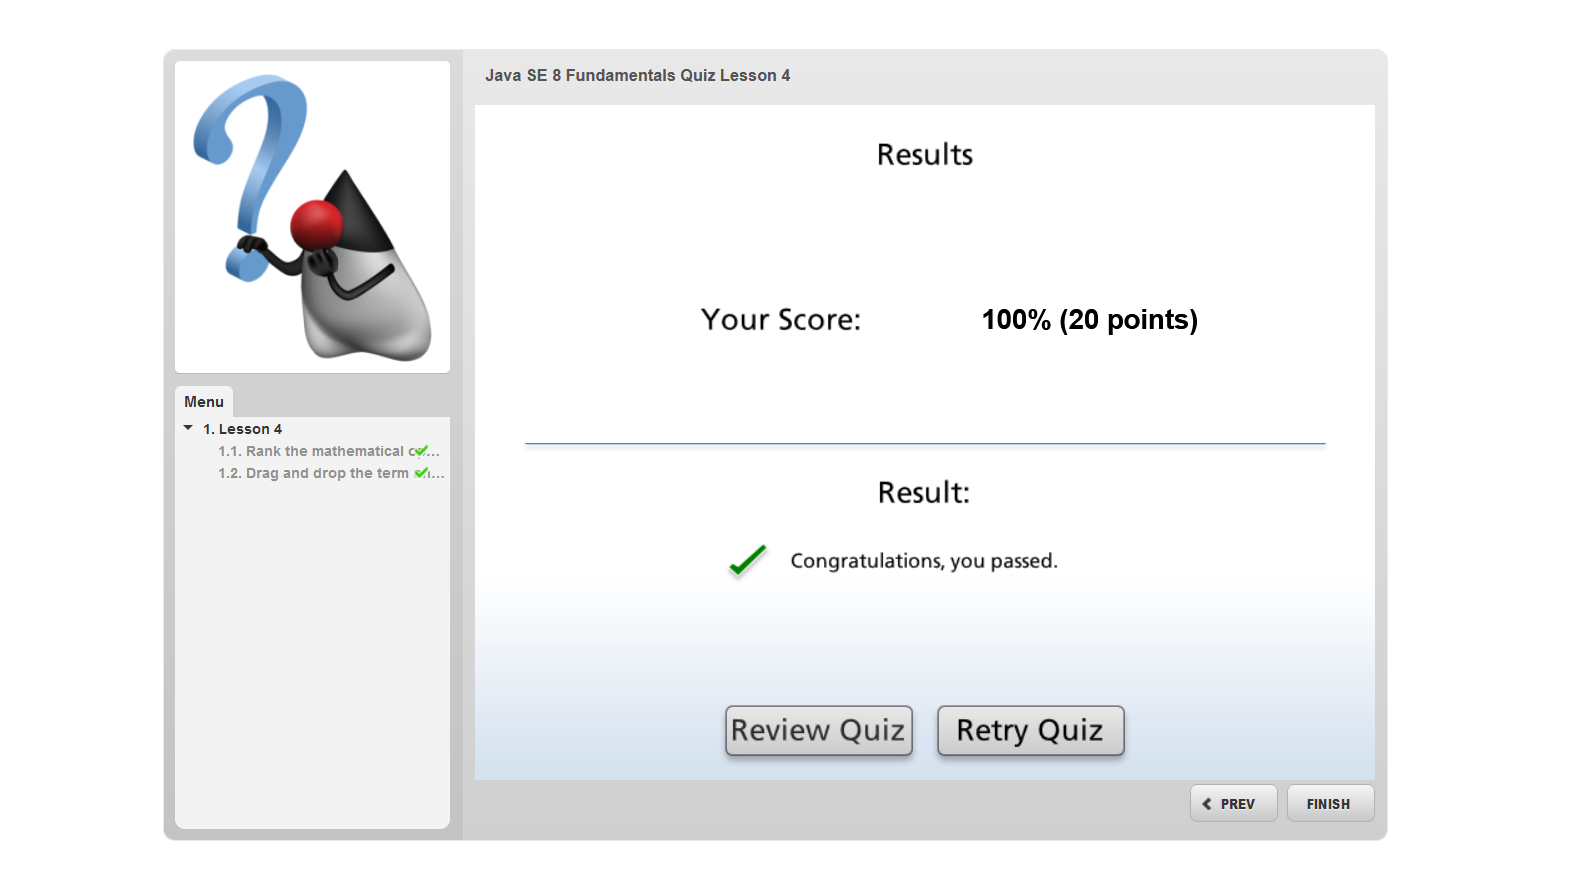 Java SE 8 Fundamentals Quiz Lesson 4
Results
Your Score: 100% (20 points)
Result:
Congratulations, you passed.
Review Quiz Retry Quiz
PREV FINISH
Menu
1. Lesson 4
1.1. Rank the mathematical
1.2. Drag and drop the term